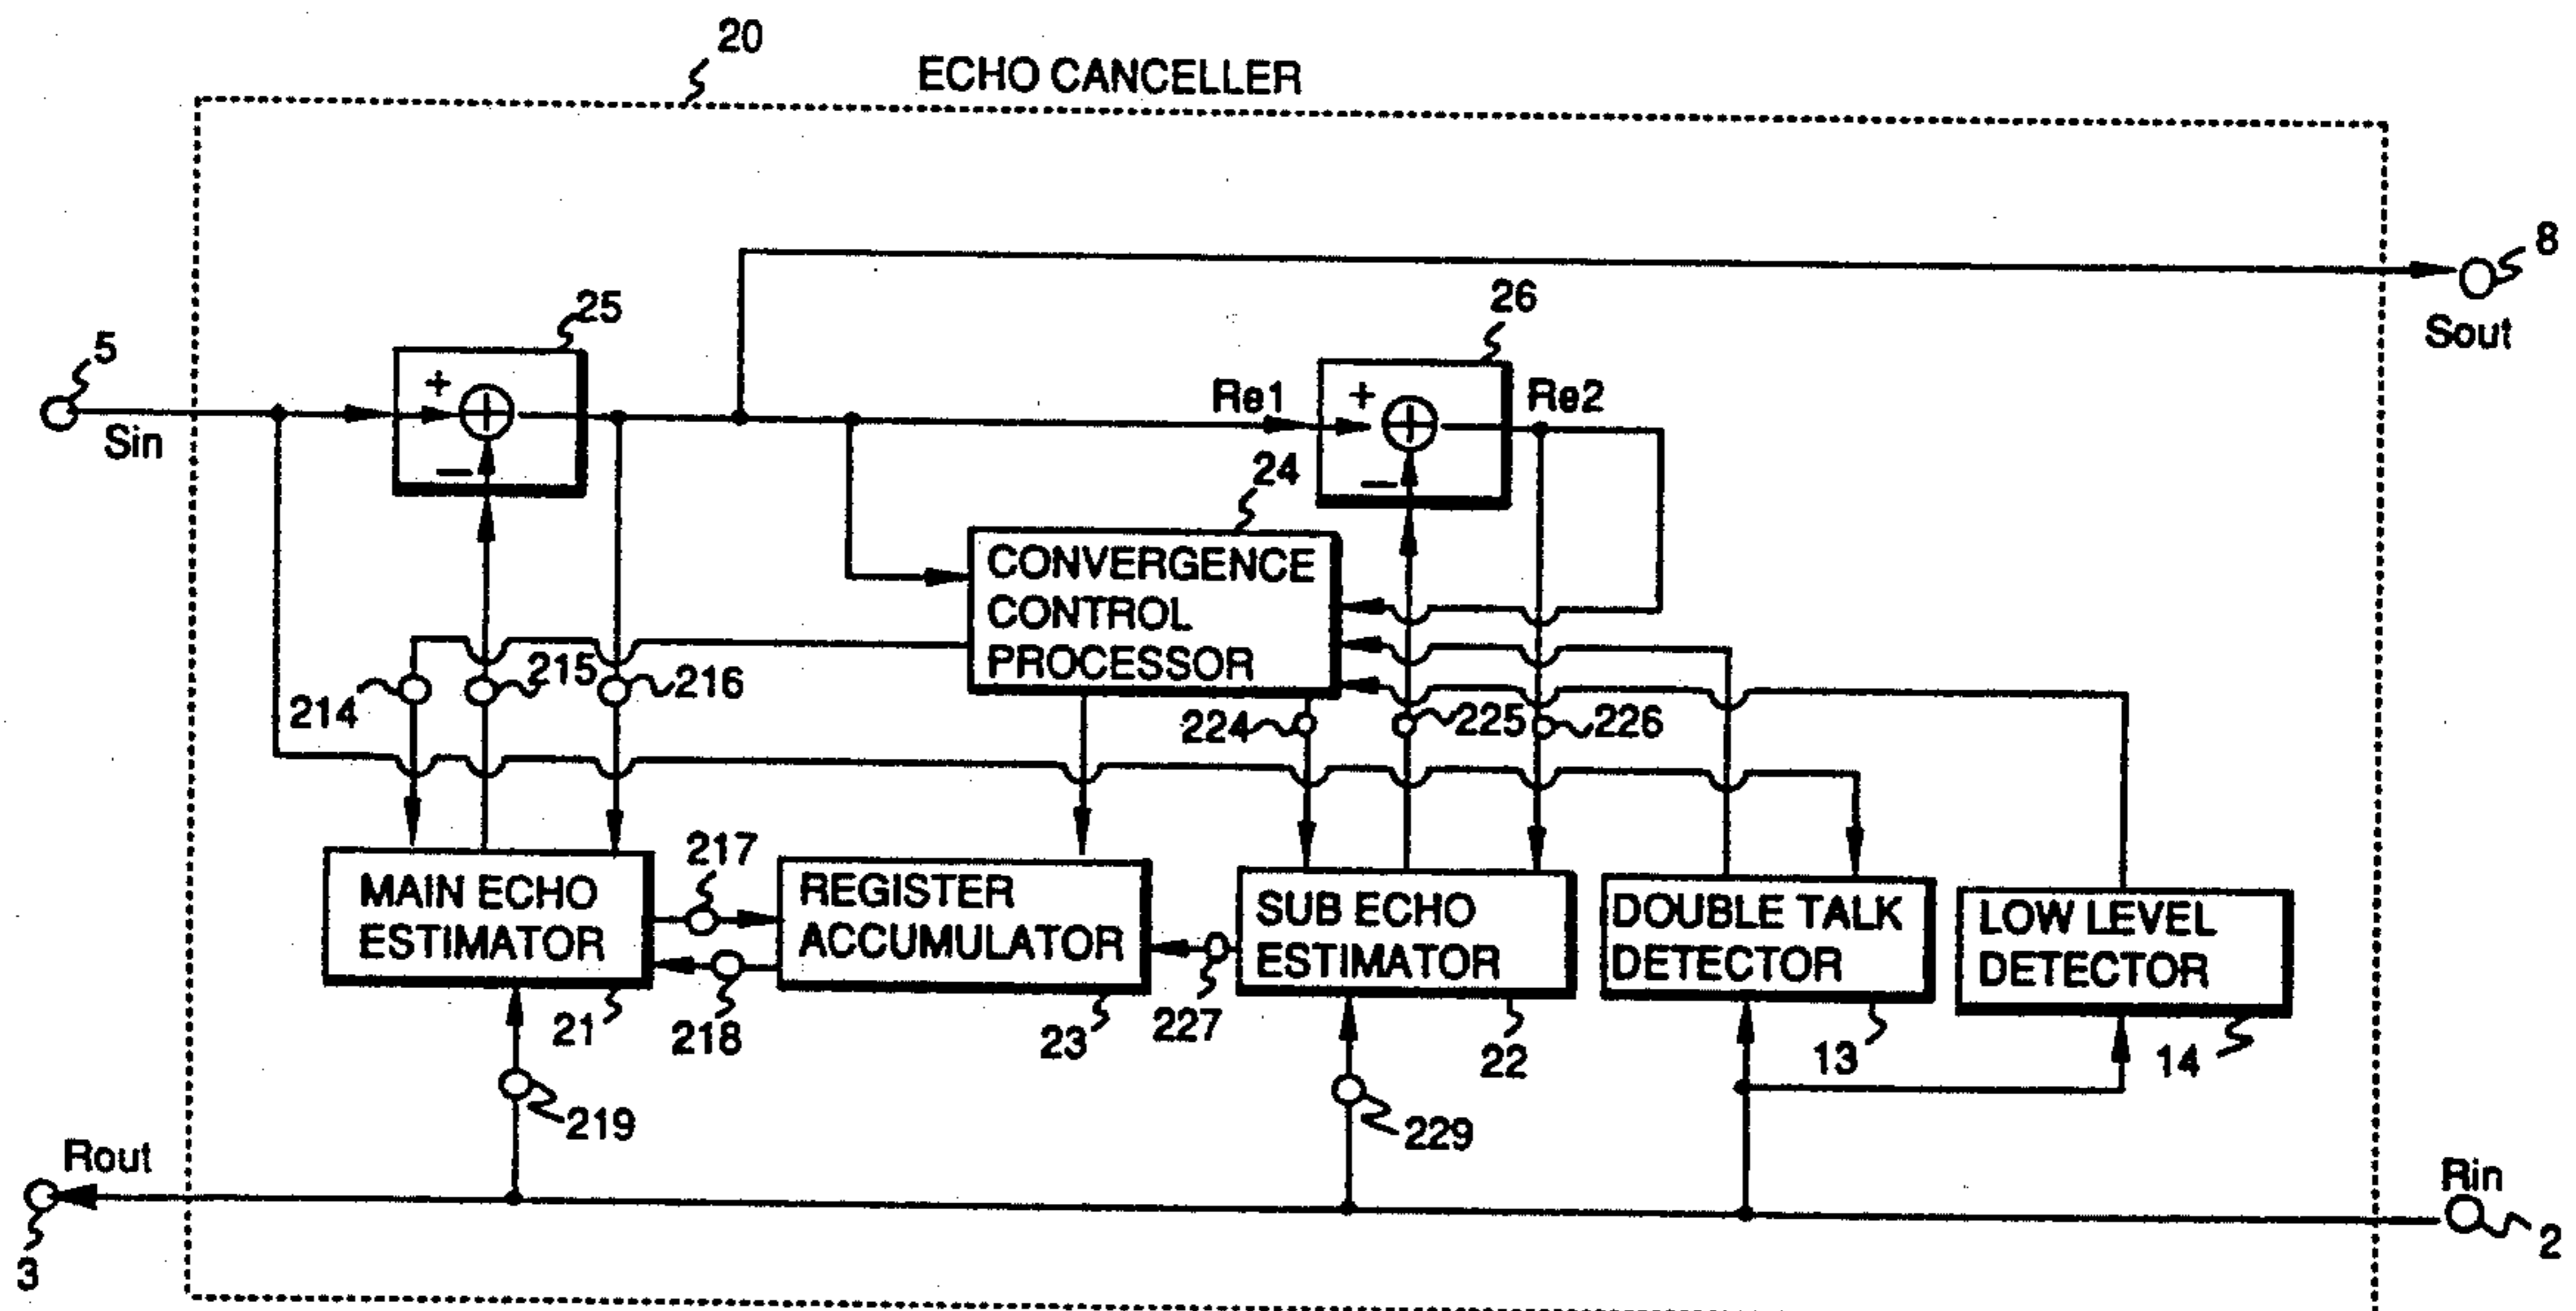 20
ECHO CANCELLER
8
Sout
25
26
5
Sin
+
−
Re1
+
−
Re2
24
CONVERGENCE
CONTROL
PROCESSOR
214
215
216
224
225
226
MAIN ECHO
ESTIMATOR
217
218
REGISTER
ACCUMULATOR
227
SUB ECHO
ESTIMATOR
DOUBLE TALK
DETECTOR
LOW LEVEL
DETECTOR
21
23
22
13
14
219
229
Rout
3
Rin
2